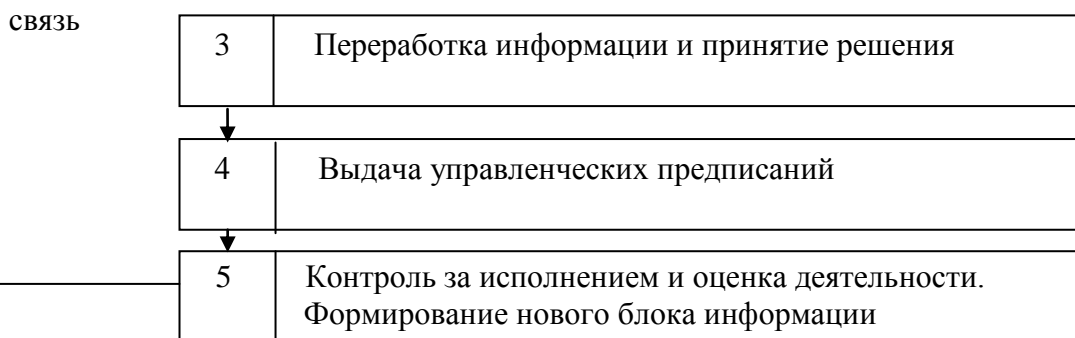 связь
3 Переработка информации и принятие решения
4 Выдача управленческих предписаний
5 Контроль за исполнением и оценка деятельности.
Формирование нового блока информации